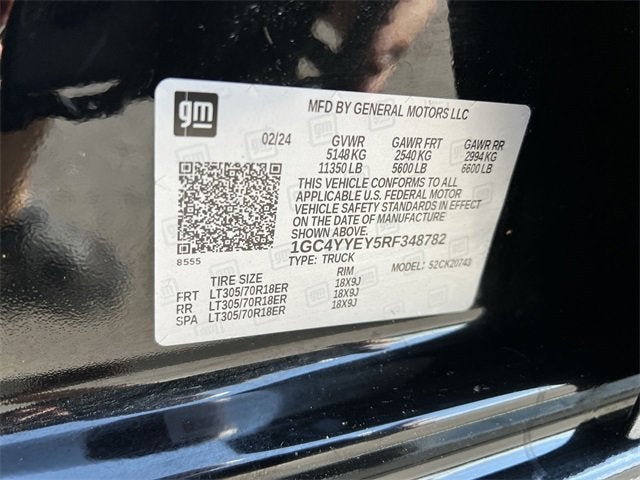 gm
MFD BY GENERAL MOTORS LLC
02/24 GVWR GAWR FRT GAWR RR
5148 KG 2540 KG 2994 KG
11350 LB 5600 LB 6600 LB
THIS VEHICLE CONFORMS TO ALL
APPLICABLE U.S. FEDERAL MOTOR
VEHICLE SAFETY STANDARDS IN EFFECT
ON THE DATE OF MANUFACTURE
SHOWN ABOVE.
8555
1GC4YYEY5RF348782
TYPE: TRUCK
MODEL: 52CK20743
TIRE SIZE RIM
FRT LT305/70R18ER 18X9J
RR LT305/70R18ER 18X9J
SPA LT305/70R18ER 18X9J